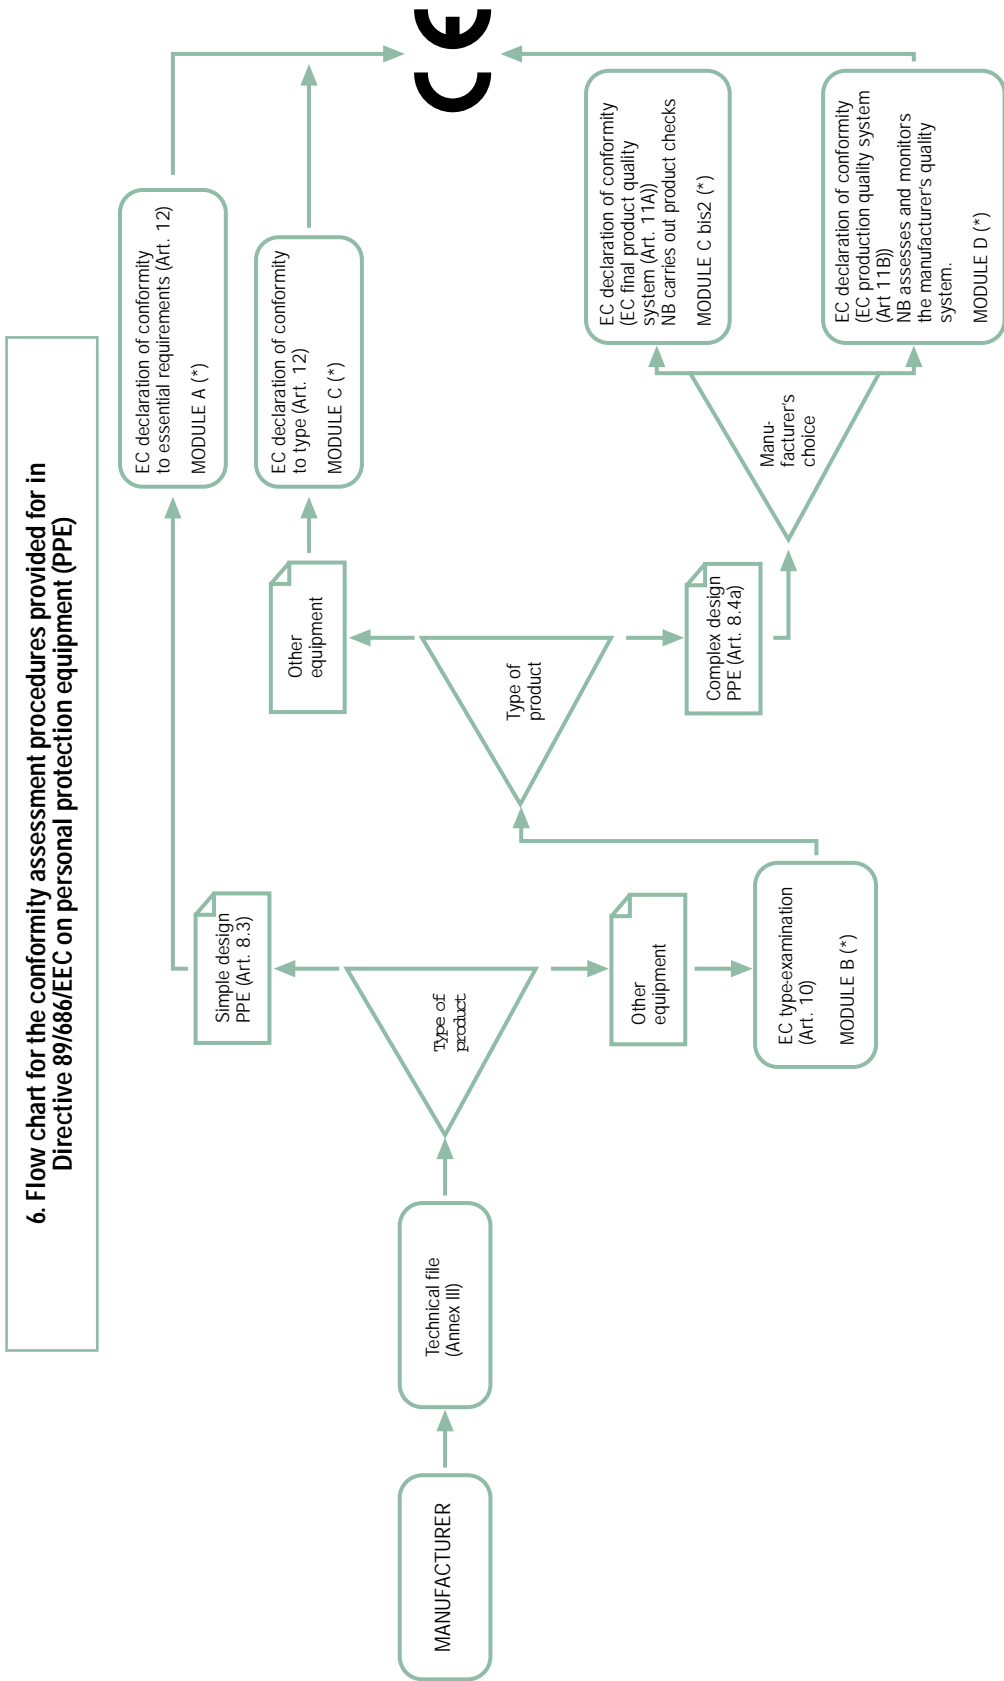 6. Flow chart for the conformity assessment procedures provided for in
Directive 89/686/EEC on personal protection equipment (PPE)
MANUFACTURER
Technical file
(Annex III)
Type of
product
Simple design
PPE (Art. 8.3)
Other
equipment
EC type-examination
(Art. 10)
MODULE B (*)
Type of
product
Other
equipment
Complex design
PPE (Art. 8.4a)
Manu-
facturer's
choice
EC declaration of conformity
to essential requirements (Art. 12)
MODULE A (*)
EC declaration of conformity
to type (Art. 12)
MODULE C (*)
EC declaration of conformity
(EC final product quality
system (Art. 11A))
NB carries out product checks
MODULE C bis2 (*)
EC declaration of conformity
(EC production quality system
(Art 11B))
NB assesses and monitors
the manufacturer's quality
system.
MODULE D (*)
CE